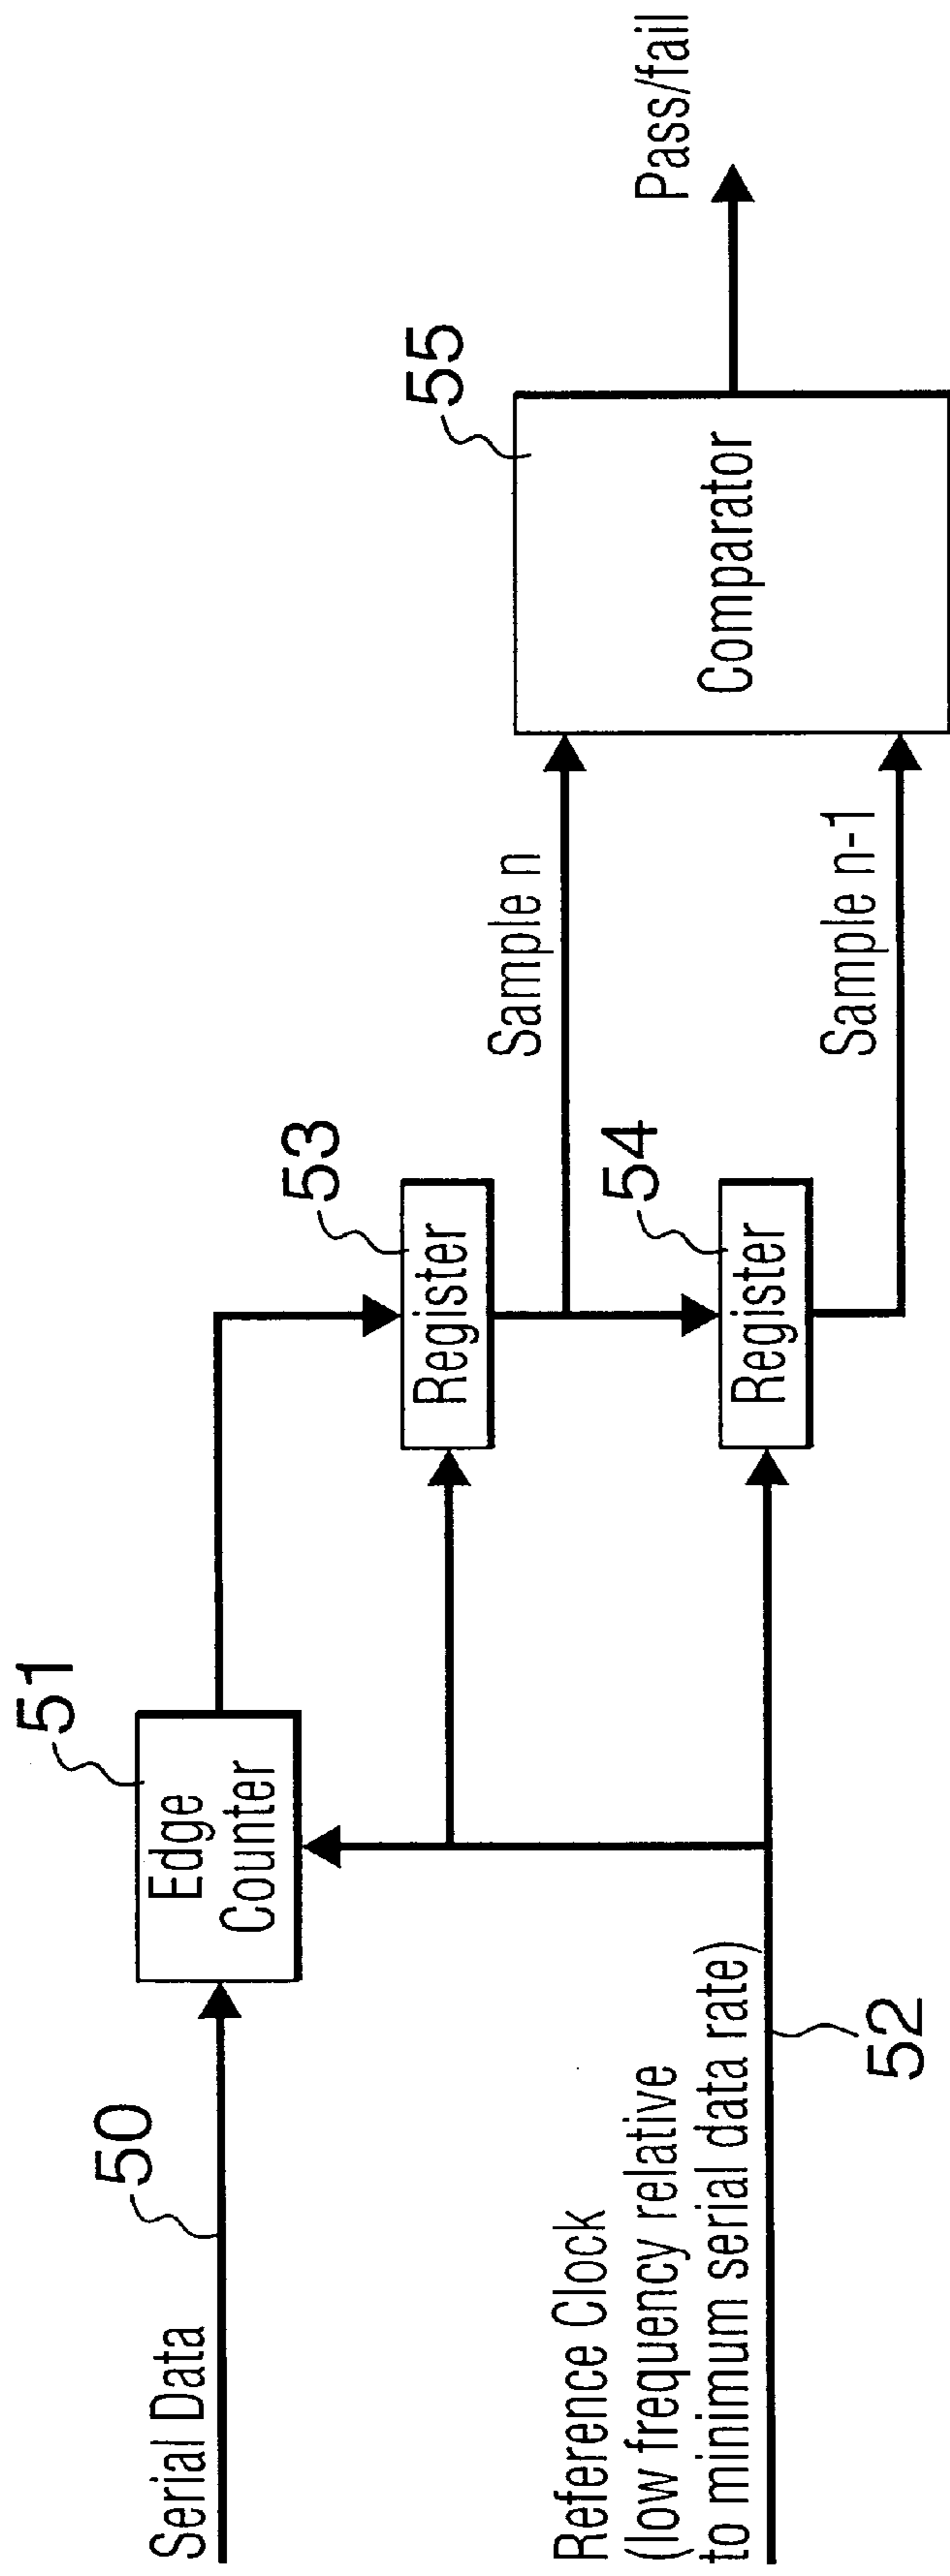 Serial Data
50
51
Edge
Counter
Reference Clock
(low frequency relative
to minimum serial data rate)
52
53
Register
54
Register
Sample n
Sample n-1
55
Comparator
Pass/fail